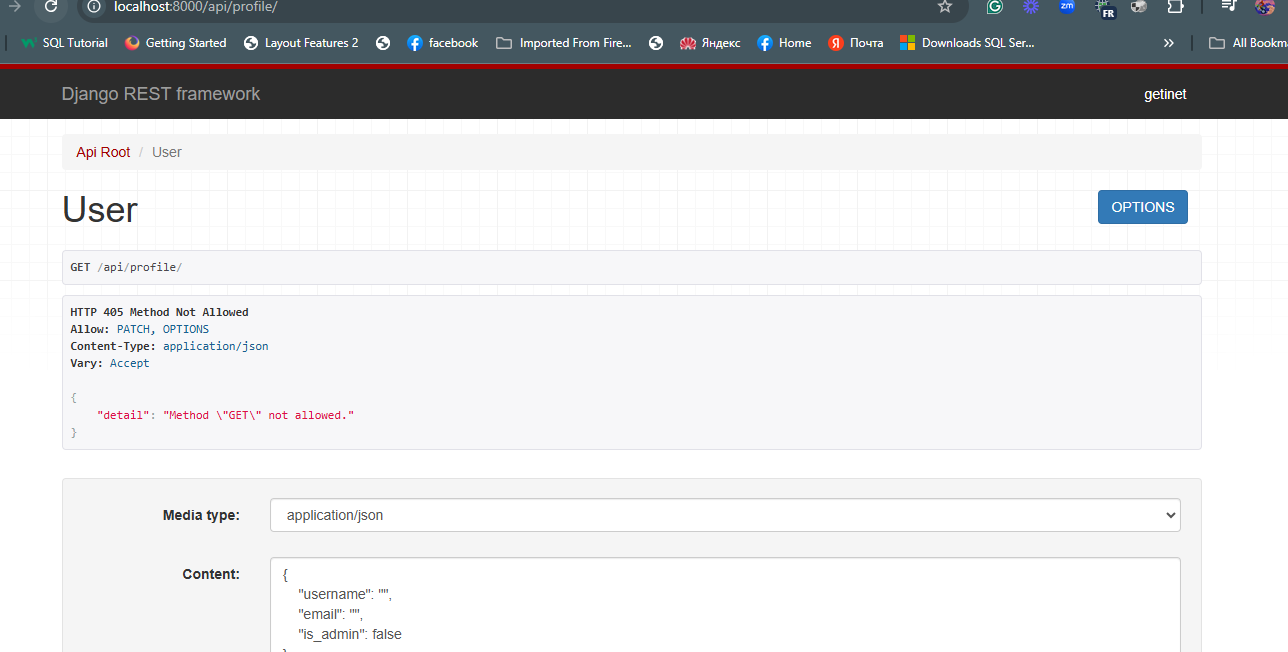 localhost:8000/api/profile/
zm
FR
SQL Tutorial Getting Started Layout Features 2 facebook Imported From Fire... Яндекс Home Почта Downloads SQL Ser... » All Bookm
Django REST framework getinet
Api Root / User
User OPTIONS
GET /api/profile/
HTTP 405 Method Not Allowed
Allow: PATCH, OPTIONS
Content-Type: application/json
Vary: Accept
{
"detail": "Method \"GET\" not allowed."
}
Media type: application/json
Content: {
"username": "",
"email": "",
"is_admin": false